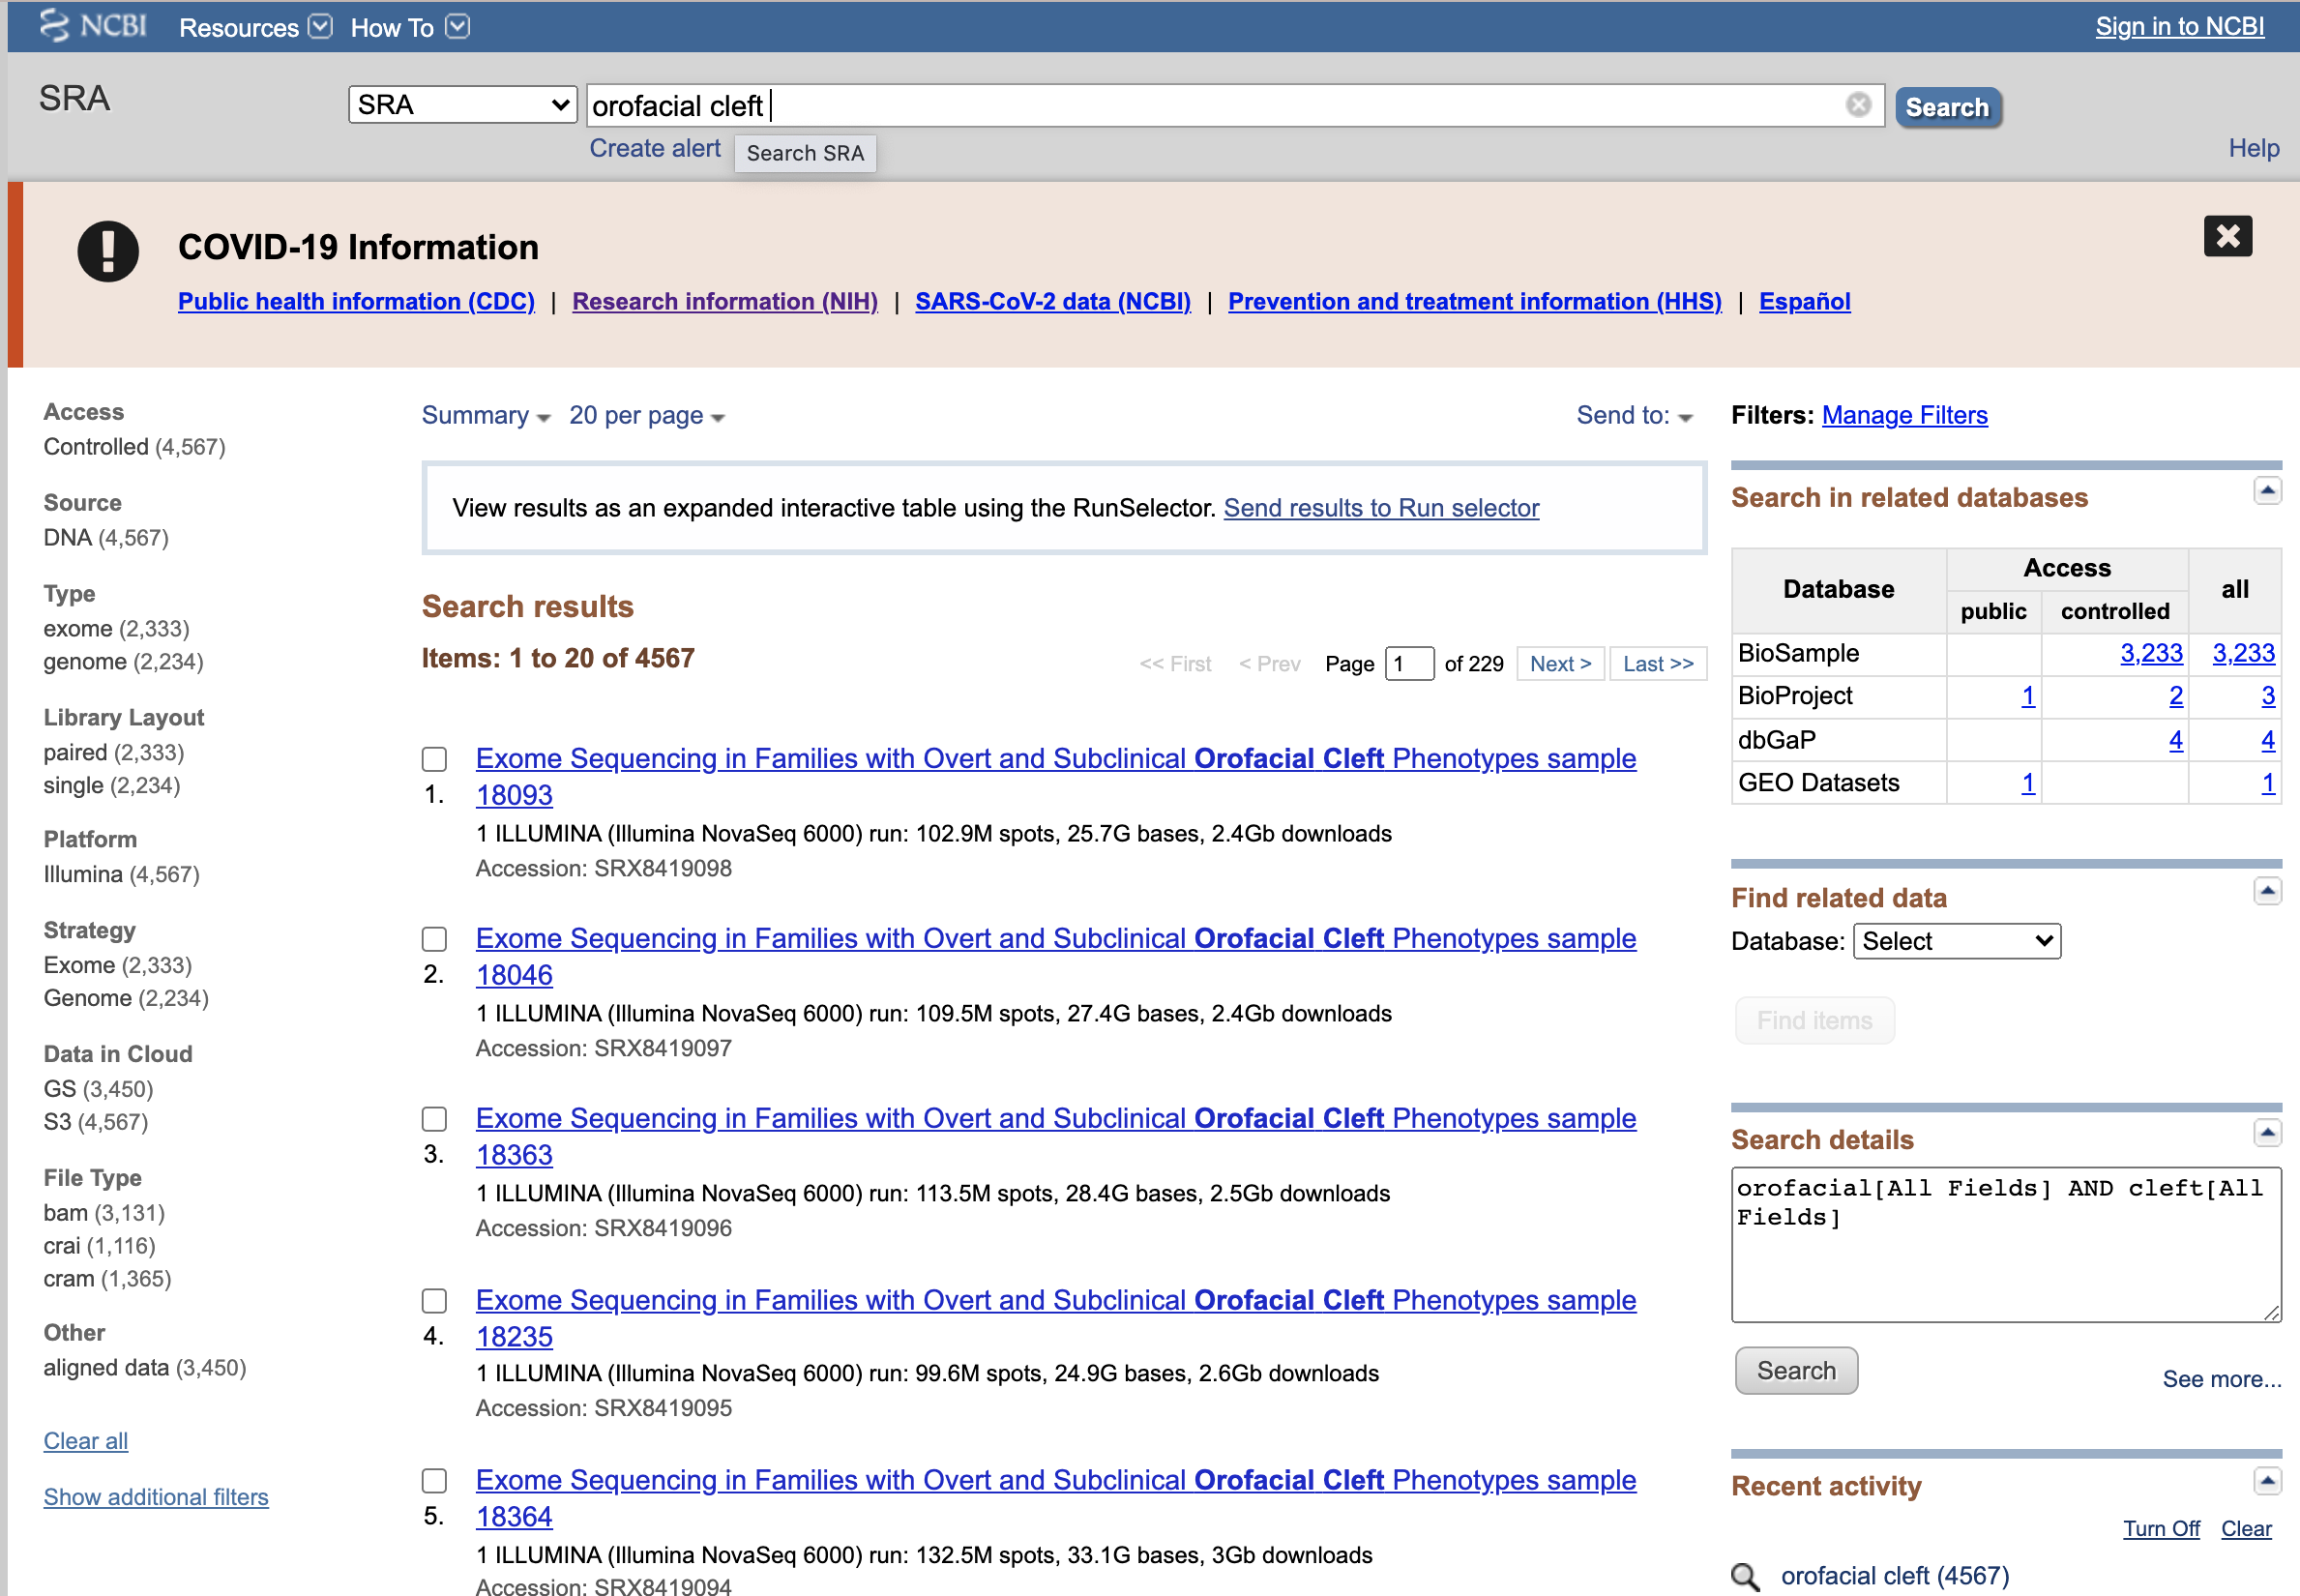 NCBI Resources How To Sign in to NCBI
SRA SRA orofacial cleft Search
Create alert Search SRA Help
COVID-19 Information
Public health information (CDC) | Research information (NIH) | SARS-CoV-2 data (NCBI) | Prevention and treatment information (HHS) | Español
Access
Controlled (4,567)
Source
DNA (4,567)
Type
exome (2,333)
genome (2,234)
Library Layout
paired (2,333)
single (2,234)
Platform
Illumina (4,567)
Strategy
Exome (2,333)
Genome (2,234)
Data in Cloud
GS (3,450)
S3 (4,567)
File Type
bam (3,131)
crai (1,116)
cram (1,365)
Other
aligned data (3,450)
Clear all
Show additional filters
Summary 20 per page Send to:
View results as an expanded interactive table using the RunSelector. Send results to Run selector
Search results
Items: 1 to 20 of 4567
<< First < Prev Page 1 of 229 Next > Last >>
Exome Sequencing in Families with Overt and Subclinical Orofacial Cleft Phenotypes sample
1. 18093
1 ILLUMINA (Illumina NovaSeq 6000) run: 102.9M spots, 25.7G bases, 2.4Gb downloads
Accession: SRX8419098
Exome Sequencing in Families with Overt and Subclinical Orofacial Cleft Phenotypes sample
2. 18046
1 ILLUMINA (Illumina NovaSeq 6000) run: 109.5M spots, 27.4G bases, 2.4Gb downloads
Accession: SRX8419097
Exome Sequencing in Families with Overt and Subclinical Orofacial Cleft Phenotypes sample
3. 18363
1 ILLUMINA (Illumina NovaSeq 6000) run: 113.5M spots, 28.4G bases, 2.5Gb downloads
Accession: SRX8419096
Exome Sequencing in Families with Overt and Subclinical Orofacial Cleft Phenotypes sample
4. 18235
1 ILLUMINA (Illumina NovaSeq 6000) run: 99.6M spots, 24.9G bases, 2.6Gb downloads
Accession: SRX8419095
Exome Sequencing in Families with Overt and Subclinical Orofacial Cleft Phenotypes sample
5. 18364
1 ILLUMINA (Illumina NovaSeq 6000) run: 132.5M spots, 33.1G bases, 3Gb downloads
Accession: SRX8419094
Filters: Manage Filters
Search in related databases
Database Access all
public controlled
BioSample 3,233 3,233
BioProject 1 2 3
dbGaP 4 4
GEO Datasets 1 1
Find related data
Database: Select
Find items
Search details
orofacial[All Fields] AND cleft[All
Fields]
Search See more...
Recent activity
Turn Off Clear
orofacial cleft (4567)